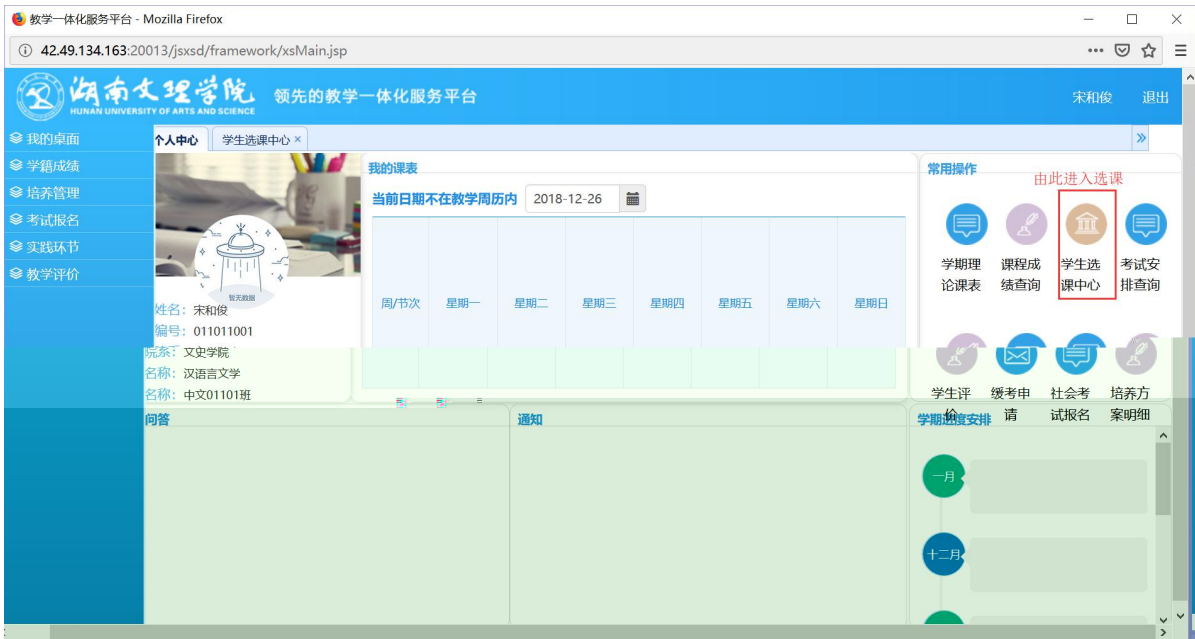 教学一体化服务平台 - Mozilla Firefox
42.49.134.163:20013/jsxsd/framework/xsMain.jsp
湖南文理学院
HUNAN UNIVERSITY OF ARTS AND SCIENCE
领先的教学一体化服务平台
宋和俊 退出
我的桌面
学籍成绩
培养管理
考试报名
实践环节
教学评价
个人中心 学生选课中心 ×
暂无数据
姓名：宋和俊
编号：011011001
院系：文史学院
名称：汉语言文学
名称：中文01101班
我的课表
当前日期不在教学周历内 2018-12-26
周/节次 星期一 星期二 星期三 星期四 星期五 星期六 星期日
常用操作
由此进入选课
学期理论课表
课程成绩查询
学生选课中心
考试安排查询
学生评价
缓考申请
社会考试报名
培养方案明细
问答
通知
学期进度安排
一月
十二月